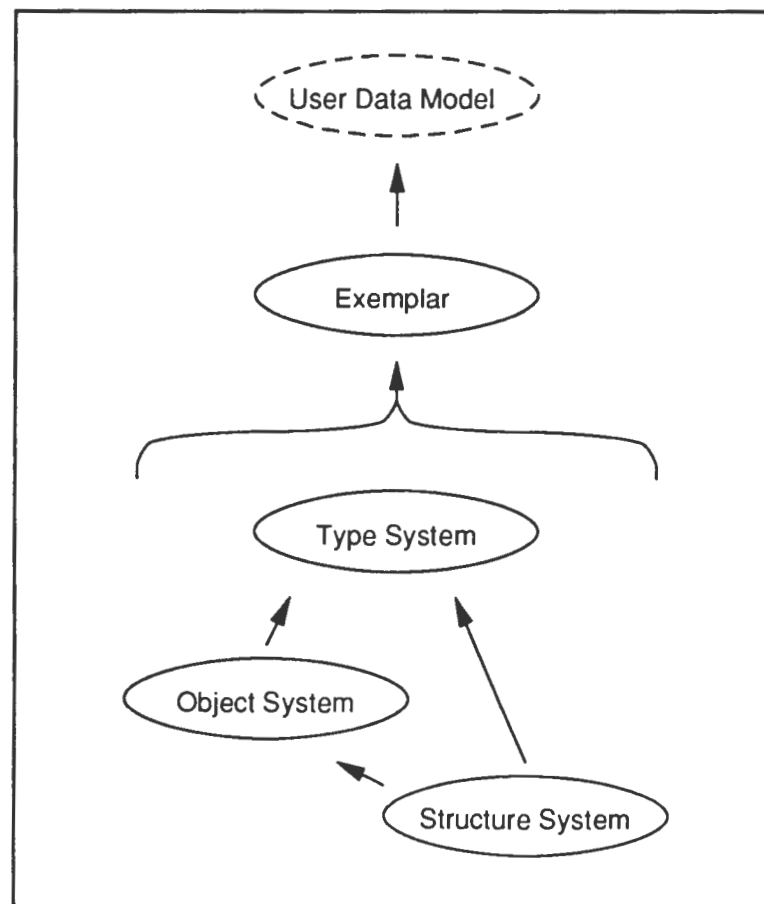 User Data Model
Exemplar
Type System
Object System
Structure System